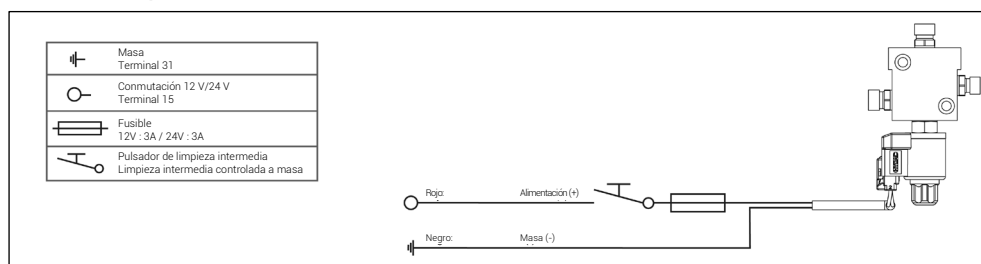 Masa
Terminal 31
Conmutación 12 V/24 V
Terminal 15
Fusible
12V : 3A / 24V : 3A
Pulsador de limpieza intermedia
Limpieza intermedia controlada a masa
Rojo: Alimentación (+)
Negro: Masa (-)